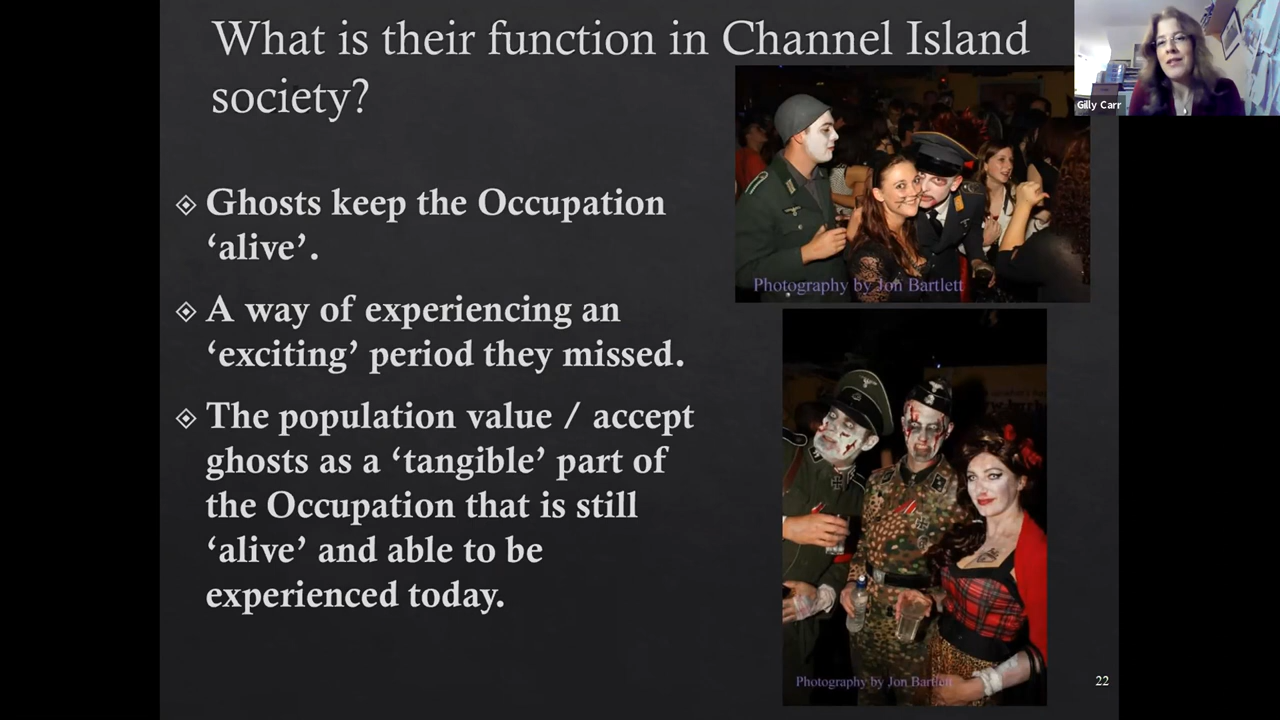 What is their function in Channel Island
society?
Gilly Carr
Ghosts keep the Occupation
‘alive’.
A way of experiencing an
‘exciting’ period they missed.
The population value / accept
ghosts as a ‘tangible’ part of
the Occupation that is still
‘alive’ and able to be
experienced today.
Photography by Jon Bartlett
Photography by Jon Bartlett
22